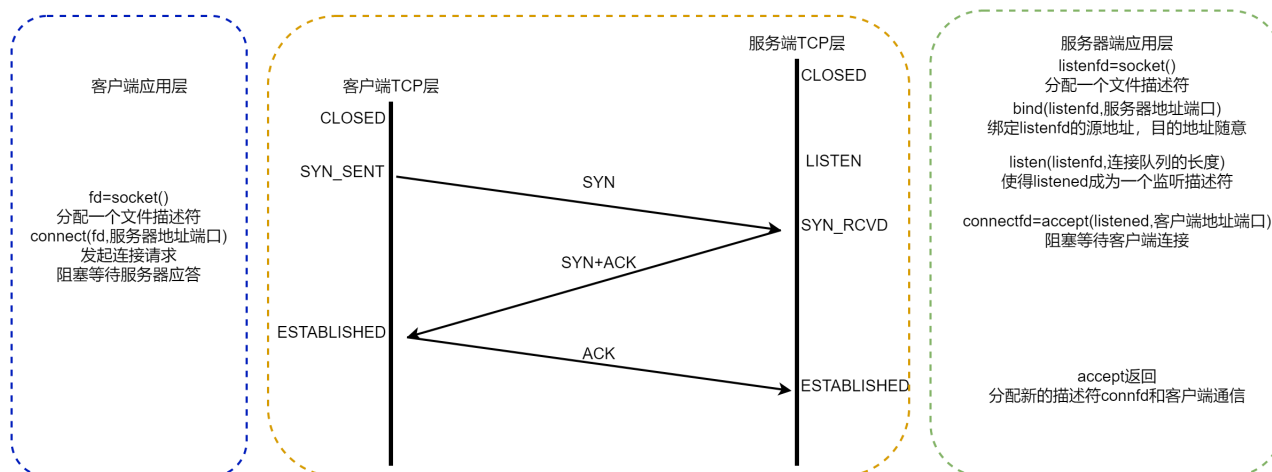 客户端应用层
fd=socket()
分配一个文件描述符
connect(fd,服务器地址端口)
发起连接请求
阻塞等待服务器应答
客户端TCP层
CLOSED
SYN_SENT
ESTABLISHED
SYN
SYN+ACK
ACK
服务端TCP层
CLOSED
LISTEN
SYN_RCVD
ESTABLISHED
服务器端应用层
listenfd=socket()
分配一个文件描述符
bind(listenfd,服务器地址端口)
绑定listenfd的源地址，目的地址随意
listen(listenfd,连接队列的长度)
使得listened成为一个监听描述符
connectfd=accept(listened,客户端地址端口)
阻塞等待客户端连接
accept返回
分配新的描述符connfd和客户端通信